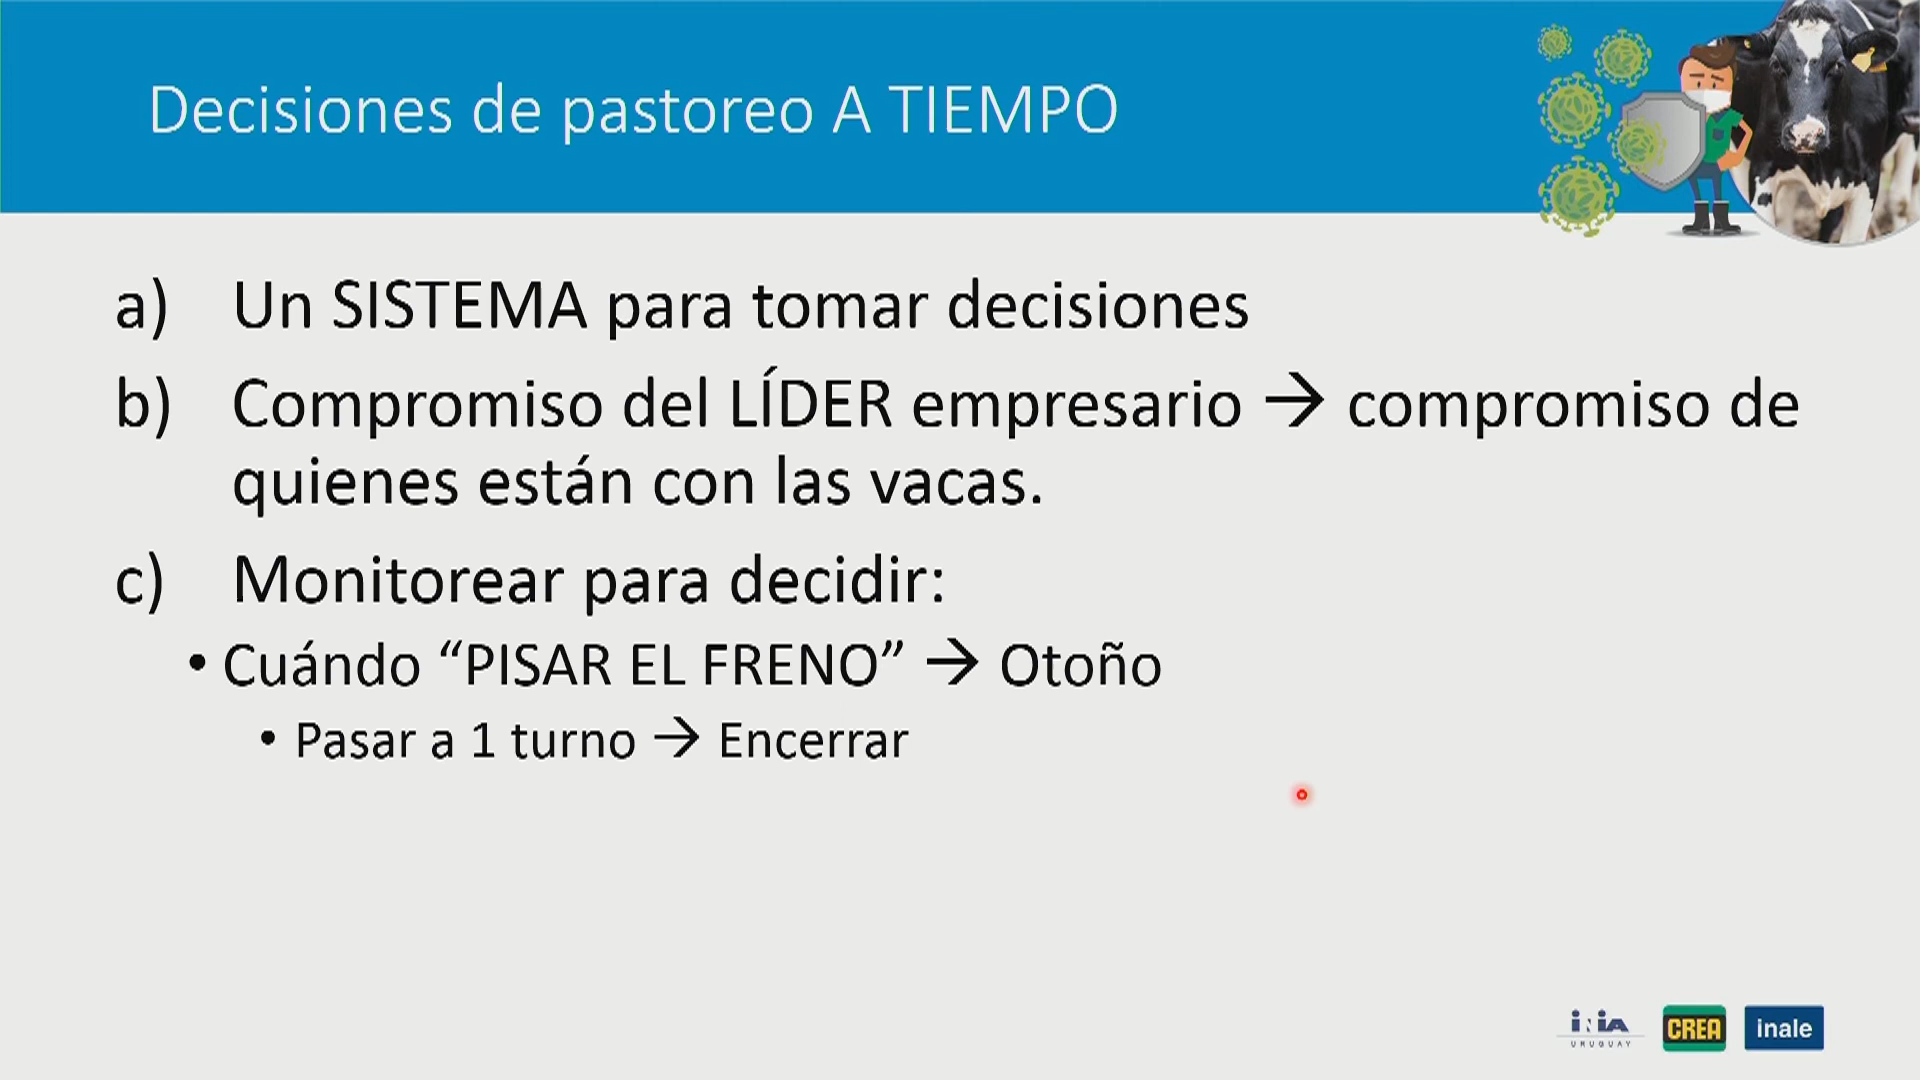 Decisiones de pastoreo A TIEMPO
a) Un SISTEMA para tomar decisiones
b) Compromiso del LÍDER empresario → compromiso de
quienes están con las vacas.
c) Monitorear para decidir:
• Cuándo “PISAR EL FRENO” → Otoño
• Pasar a 1 turno → Encerrar
iNiA
URUGUAY
CREA
inale